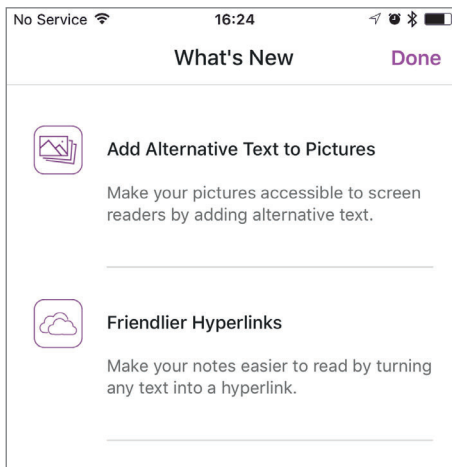 No Service 16:24
What's New Done
Add Alternative Text to Pictures
Make your pictures accessible to screen
readers by adding alternative text.
Friendlier Hyperlinks
Make your notes easier to read by turning
any text into a hyperlink.